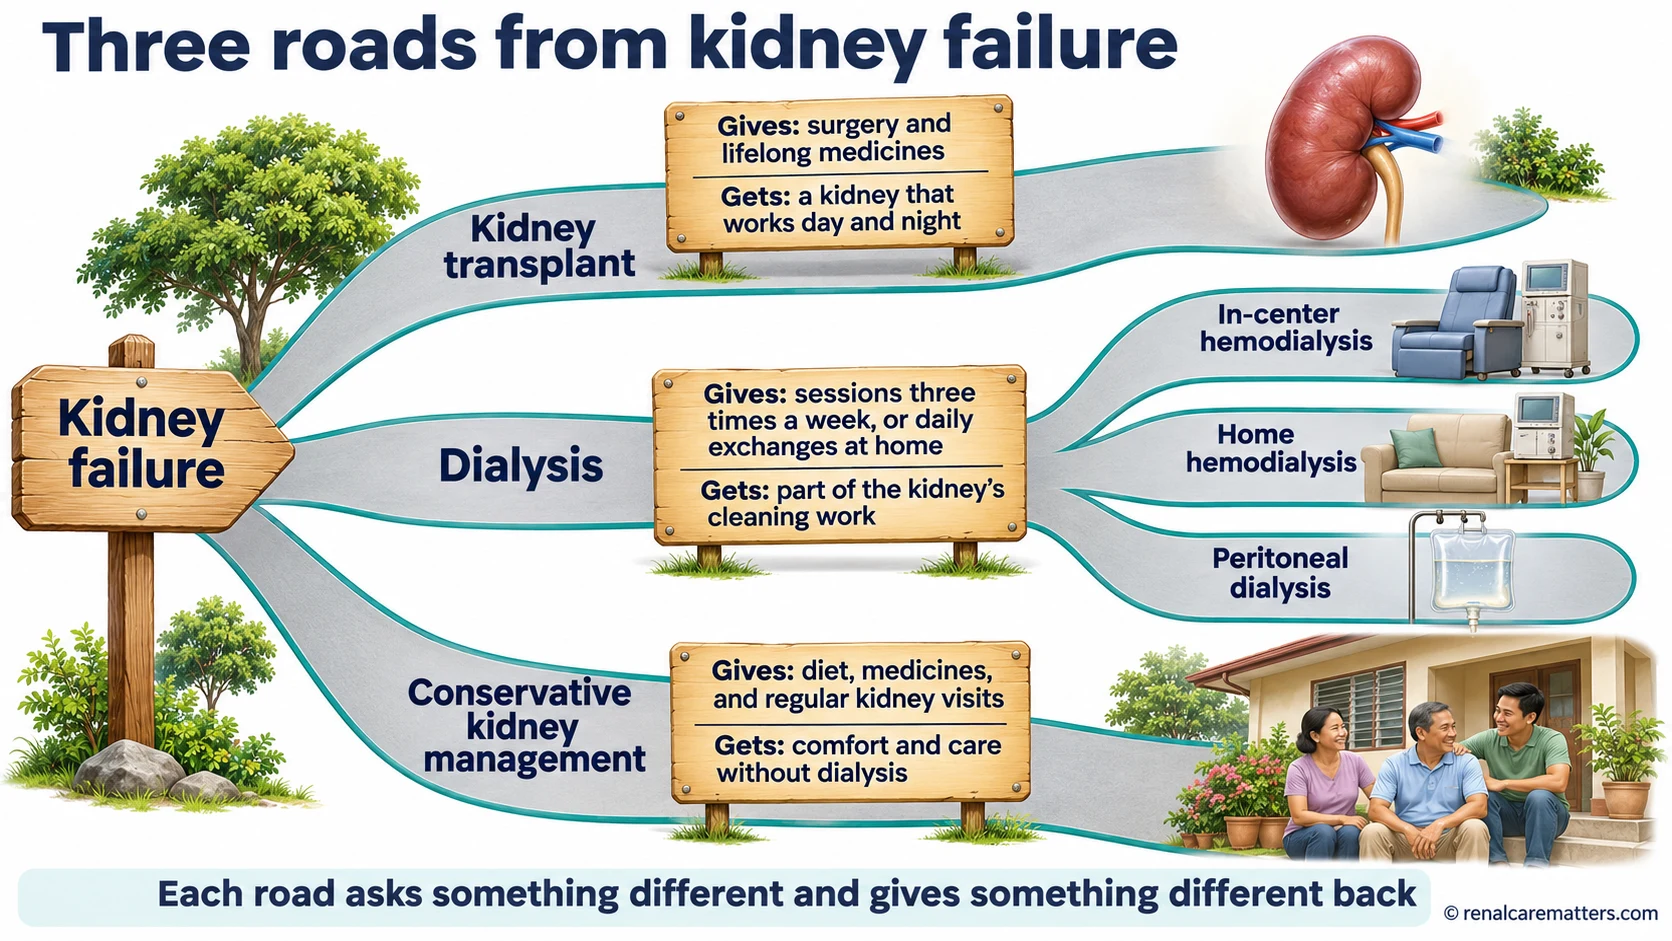 Three roads from kidney failure
Kidney
failure
Kidney
transplant
Gives: surgery and
lifelong medicines
Gets: a kidney that
works day and night
Dialysis
Gives: sessions three
times a week, or daily
exchanges at home
Gets: part of the kidney's
cleaning work
In-center
hemodialysis
Home
hemodialysis
Peritoneal
dialysis
Conservative
kidney
management
Gives: diet, medicines,
and regular kidney visits
Gets: comfort and care
without dialysis
Each road asks something different and gives something different back
© renalcarematters.com